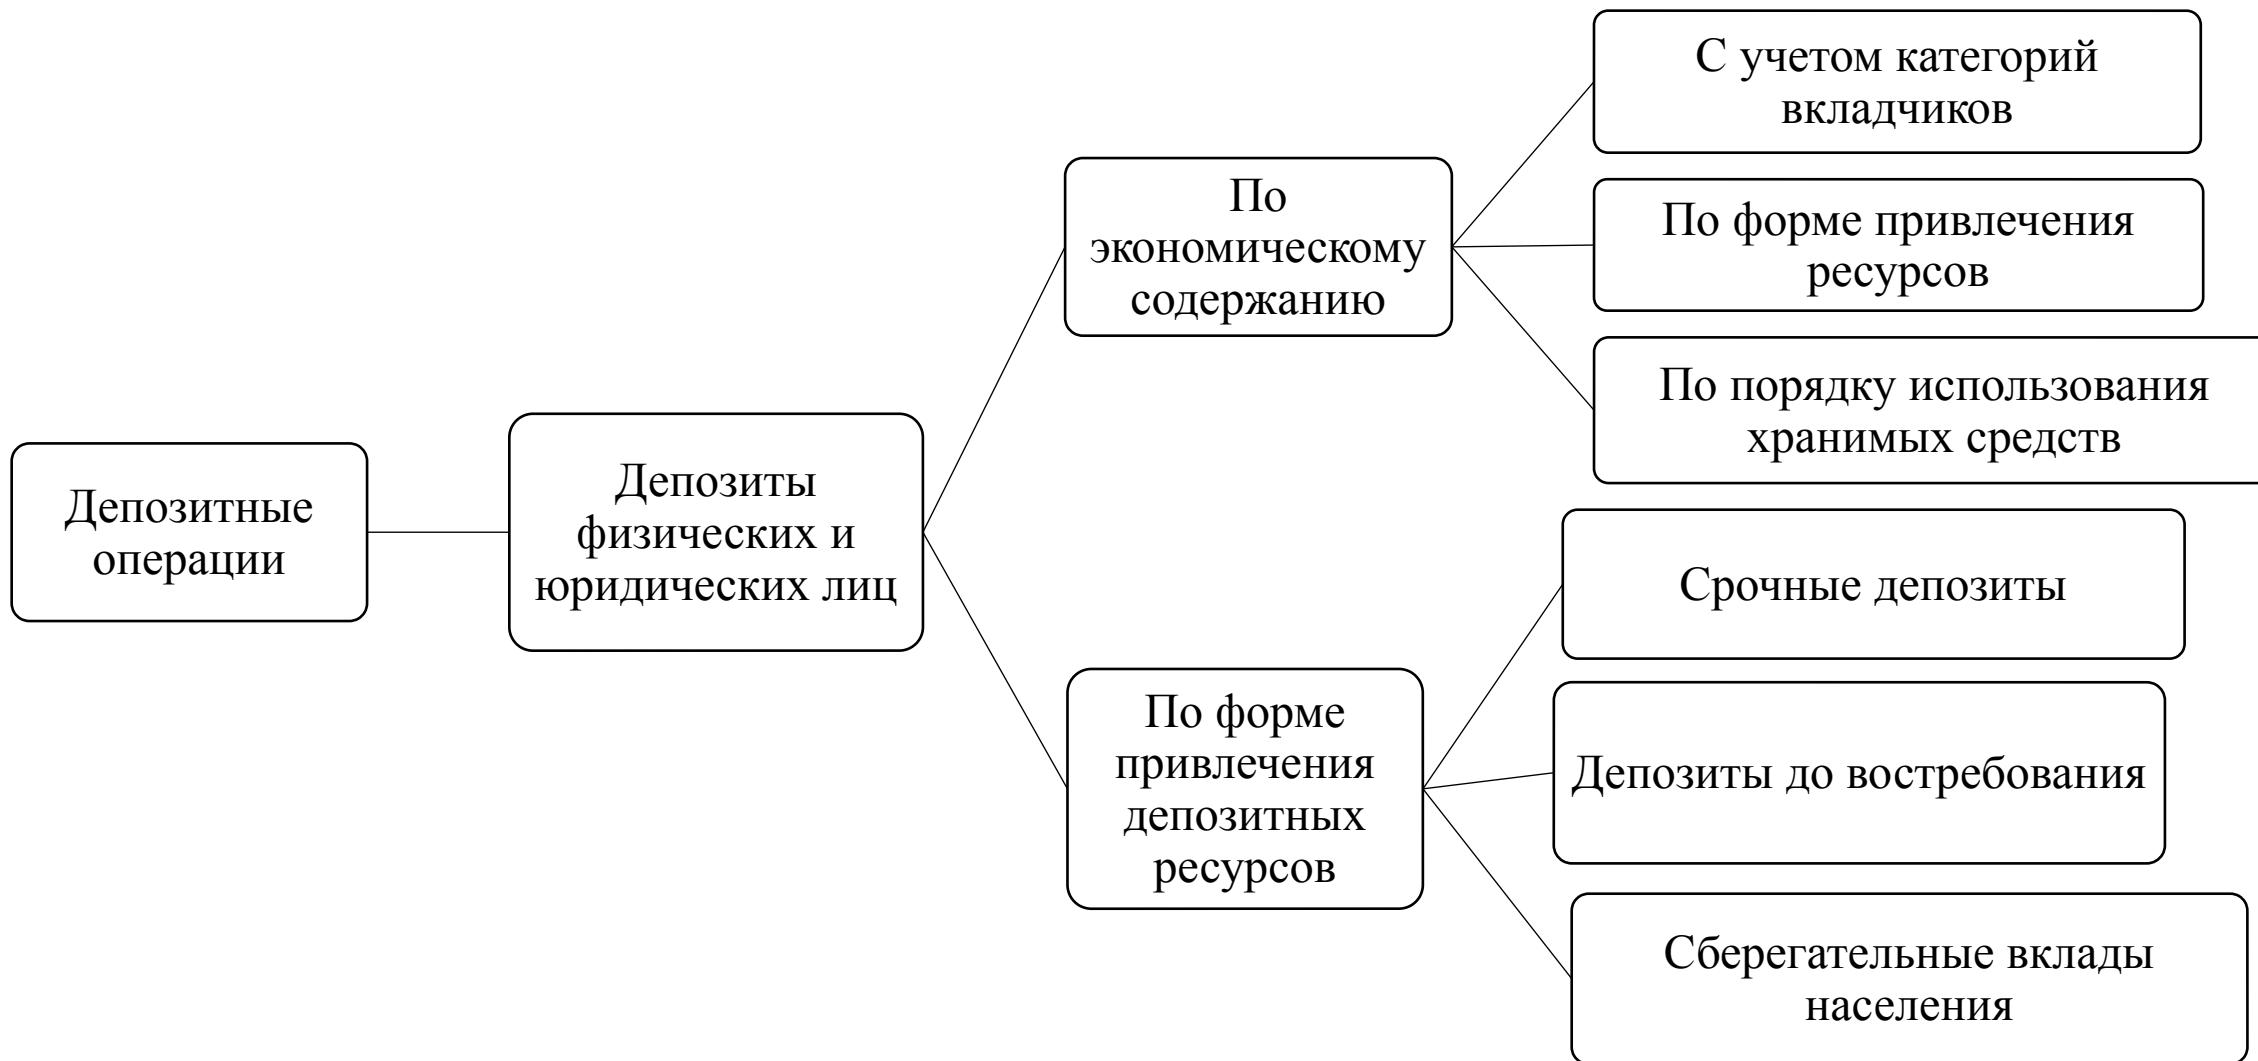 Депозитные
операции
Депозиты
физических и
юридических лиц
По
экономическому
содержанию
С учетом категорий
вкладчиков
По форме привлечения
ресурсов
По порядку использования
хранимых средств
По форме
привлечения
депозитных
ресурсов
Срочные депозиты
Депозиты до востребования
Сберегательные вклады
населения